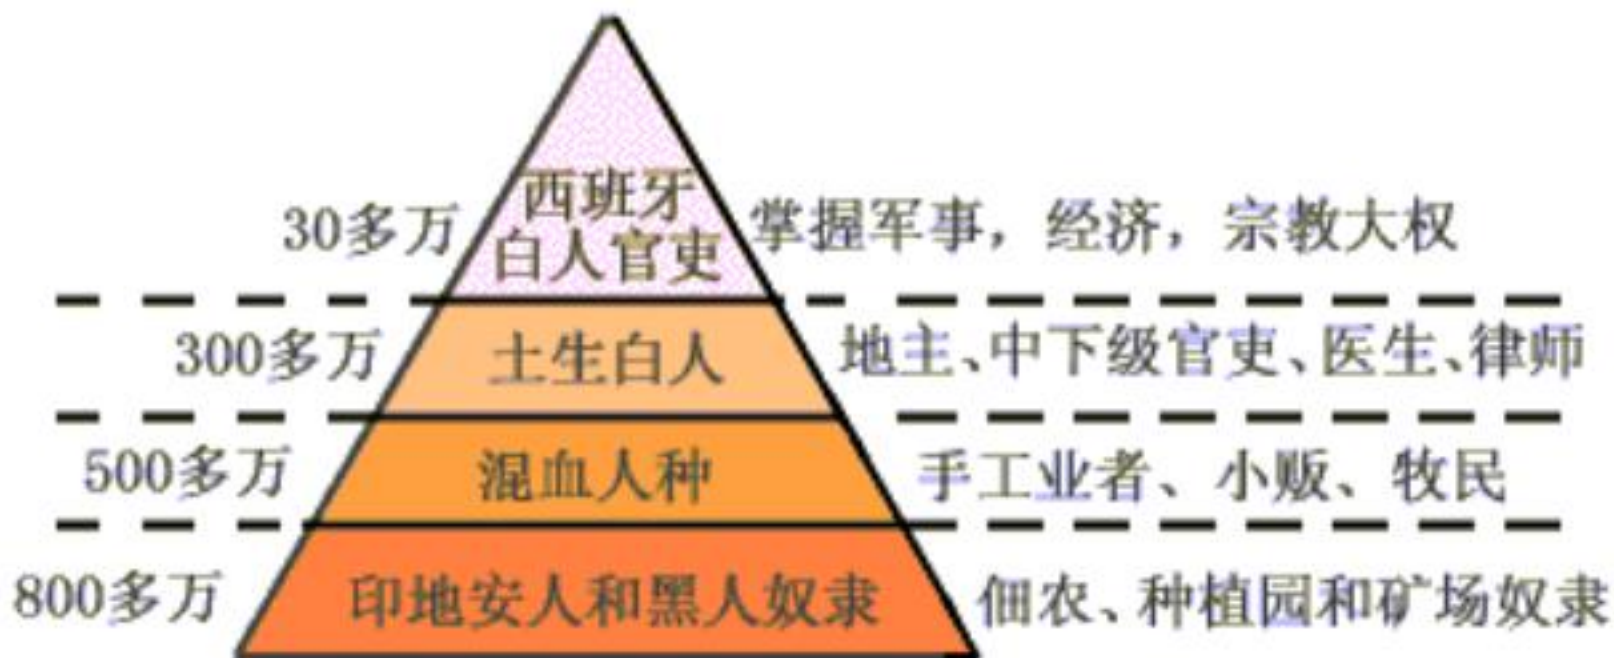 30多万
西班牙
白人官吏
掌握军事，经济，宗教大权
300多万
土生白人
地主、中下级官吏、医生、律师
500多万
混血人种
手工业者、小贩、牧民
800多万
印地安人和黑人奴隶
佃农、种植园和矿场奴隶